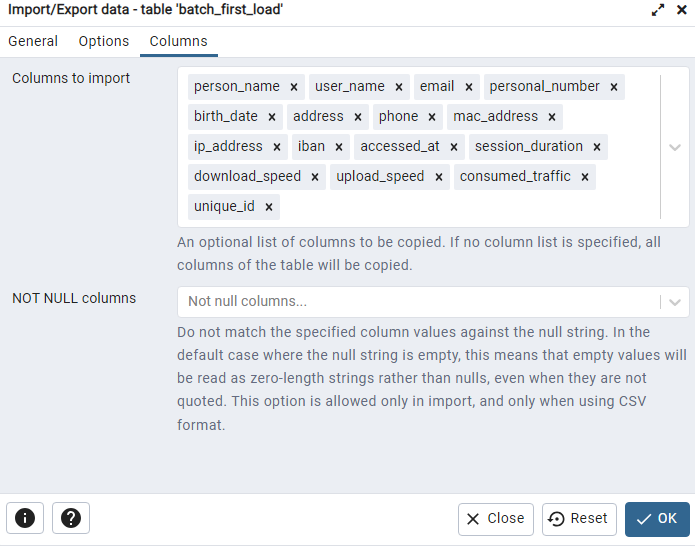 Import/Export data - table 'batch_first_load'
General Options Columns
Columns to import
person_name × user_name × email × personal_number ×
birth_date × address × phone × mac_address ×
ip_address × iban × accessed_at × session_duration ×
download_speed × upload_speed × consumed_traffic ×
unique_id ×
An optional list of columns to be copied. If no column list is specified, all
columns of the table will be copied.
NOT NULL columns
Not null columns...
Do not match the specified column values against the null string. In the
default case where the null string is empty, this means that empty values will
be read as zero-length strings rather than nulls, even when they are not
quoted. This option is allowed only in import, and only when using CSV
format.
Close Reset OK